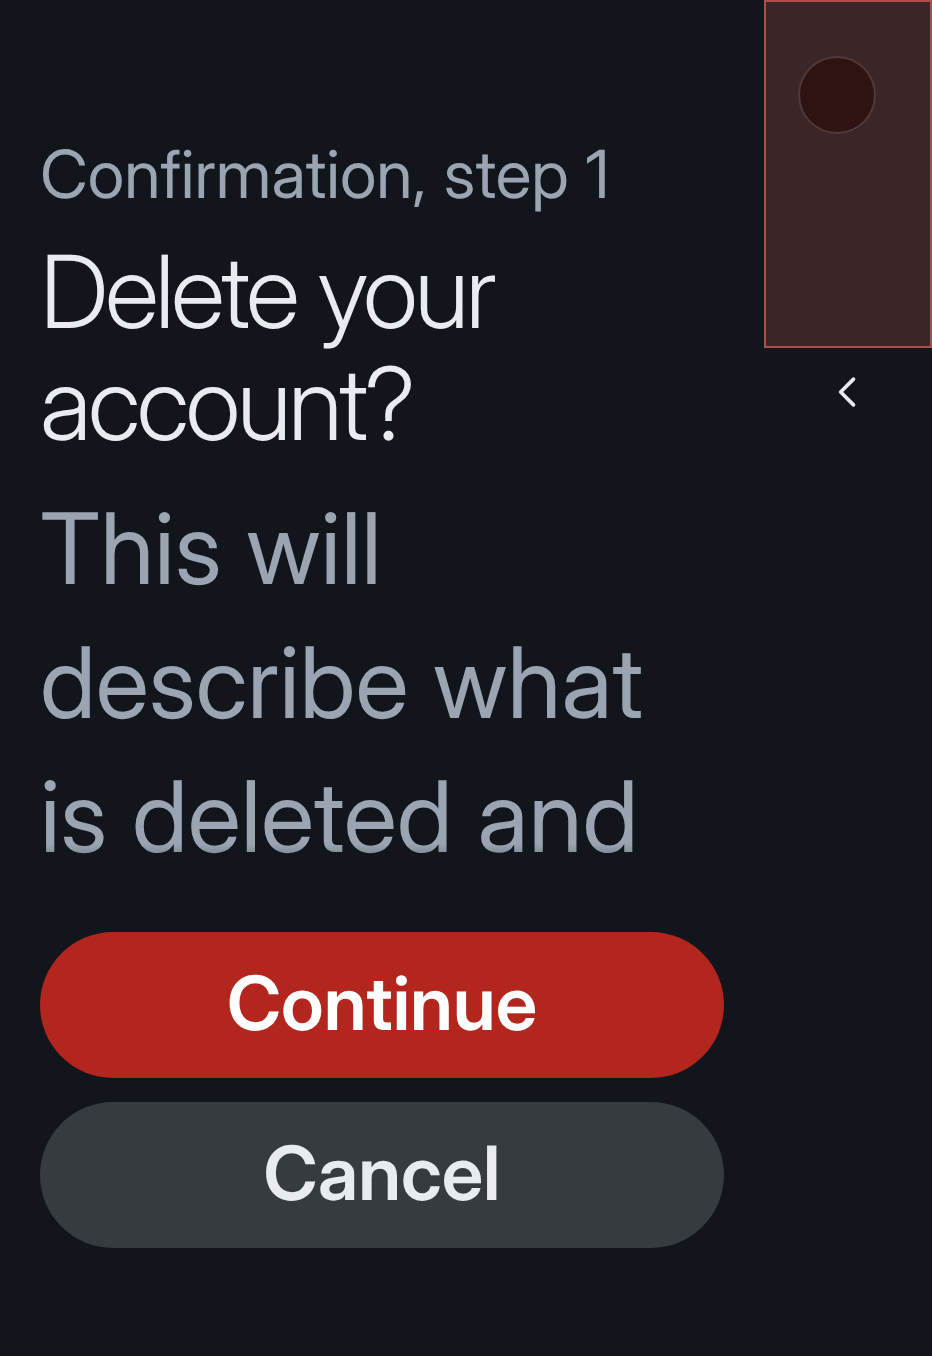 Confirmation, step 1
Delete your
account?
This will
describe what
is deleted and
Continue
Cancel